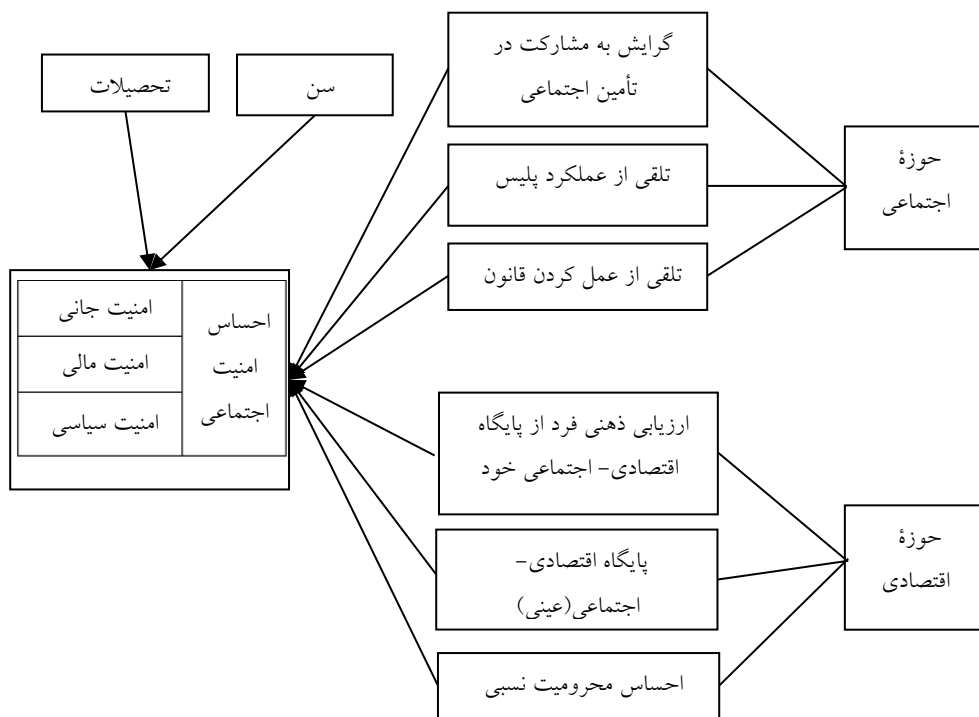 گرایش به مشارکت در
تأمین اجتماعی
سن
تحصیلات
حوزۀ
اجتماعی
تلقی از عملکرد پلیس
تلقی از عمل کردن قانون
احساس
امنیت
اجتماعی
امنیت جانی
امنیت مالی
امنیت سیاسی
ارزیابی ذهنی فرد از پایگاه
اقتصادی- اجتماعی خود
حوزۀ
اقتصادی
پایگاه اقتصادی-
اجتماعی(عینی)
احساس محرومیت نسبی